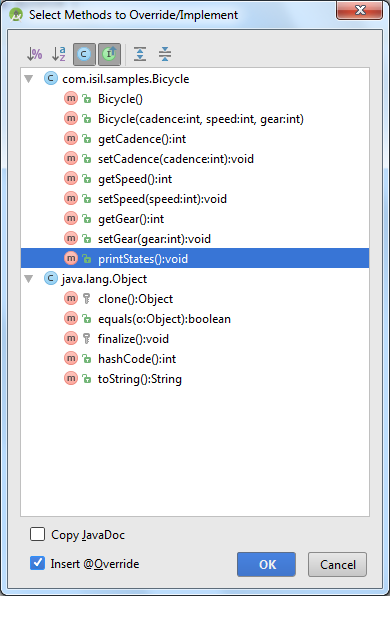 Select Methods to Override/Implement
com.isil.samples.Bicycle
Bicycle()
Bicycle(cadence:int, speed:int, gear:int)
getCadence():int
setCadence(cadence:int):void
getSpeed():int
setSpeed(speed:int):void
getGear():int
setGear(gear:int):void
printStates():void
java.lang.Object
clone():Object
equals(o:Object):boolean
finalize():void
hashCode():int
toString():String
Copy JavaDoc
Insert @Override
OK Cancel